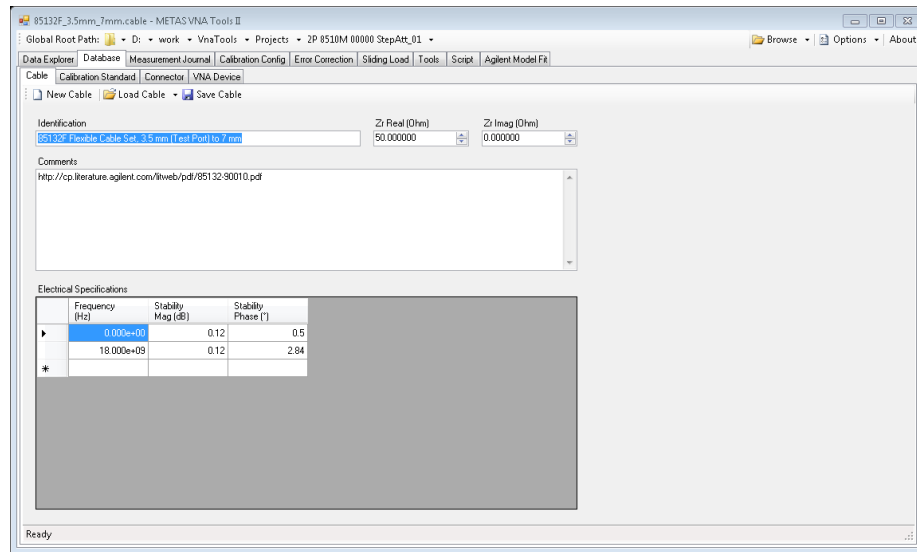 85132F_3.5mm_7mm.cable - METAS VNA Tools II
Global Root Path: D: work VnaTools Projects 2P 8510M 00000 StepAtt_01 Browse Options About
Data Explorer Database Measurement Journal Calibration Config Error Correction Sliding Load Tools Script Agilent Model Fit
Cable Calibration Standard Connector VNA Device
New Cable Load Cable Save Cable
Identification Zr Real (Ohm) Zr Imag (Ohm)
85132F Flexible Cable Set, 3.5 mm (Test Port) to 7 mm 50.000000 0.000000
Comments
http://cp.literature.agilent.com/litweb/pdf/85132-90010.pdf
Electrical Specifications
Frequency Stability Stability
(Hz) Mag (dB) Phase (°)
0.000e+00 0.12 0.5
18.000e+09 0.12 2.84
Ready